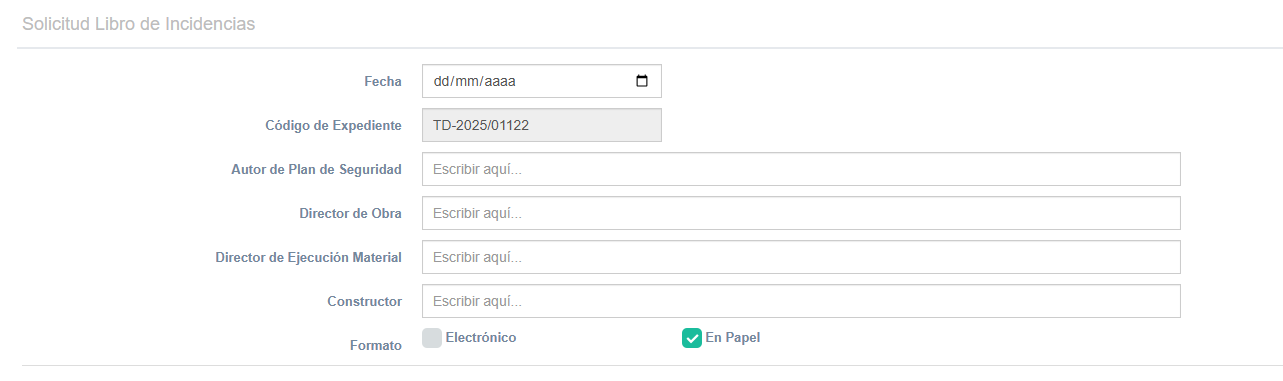 Solicitud Libro de Incidencias
Fecha dd/mm/aaaa
Código de Expediente TD-2025/01122
Autor de Plan de Seguridad Escribir aquí...
Director de Obra Escribir aquí...
Director de Ejecución Material Escribir aquí...
Constructor Escribir aquí...
Formato Electrónico En Papel